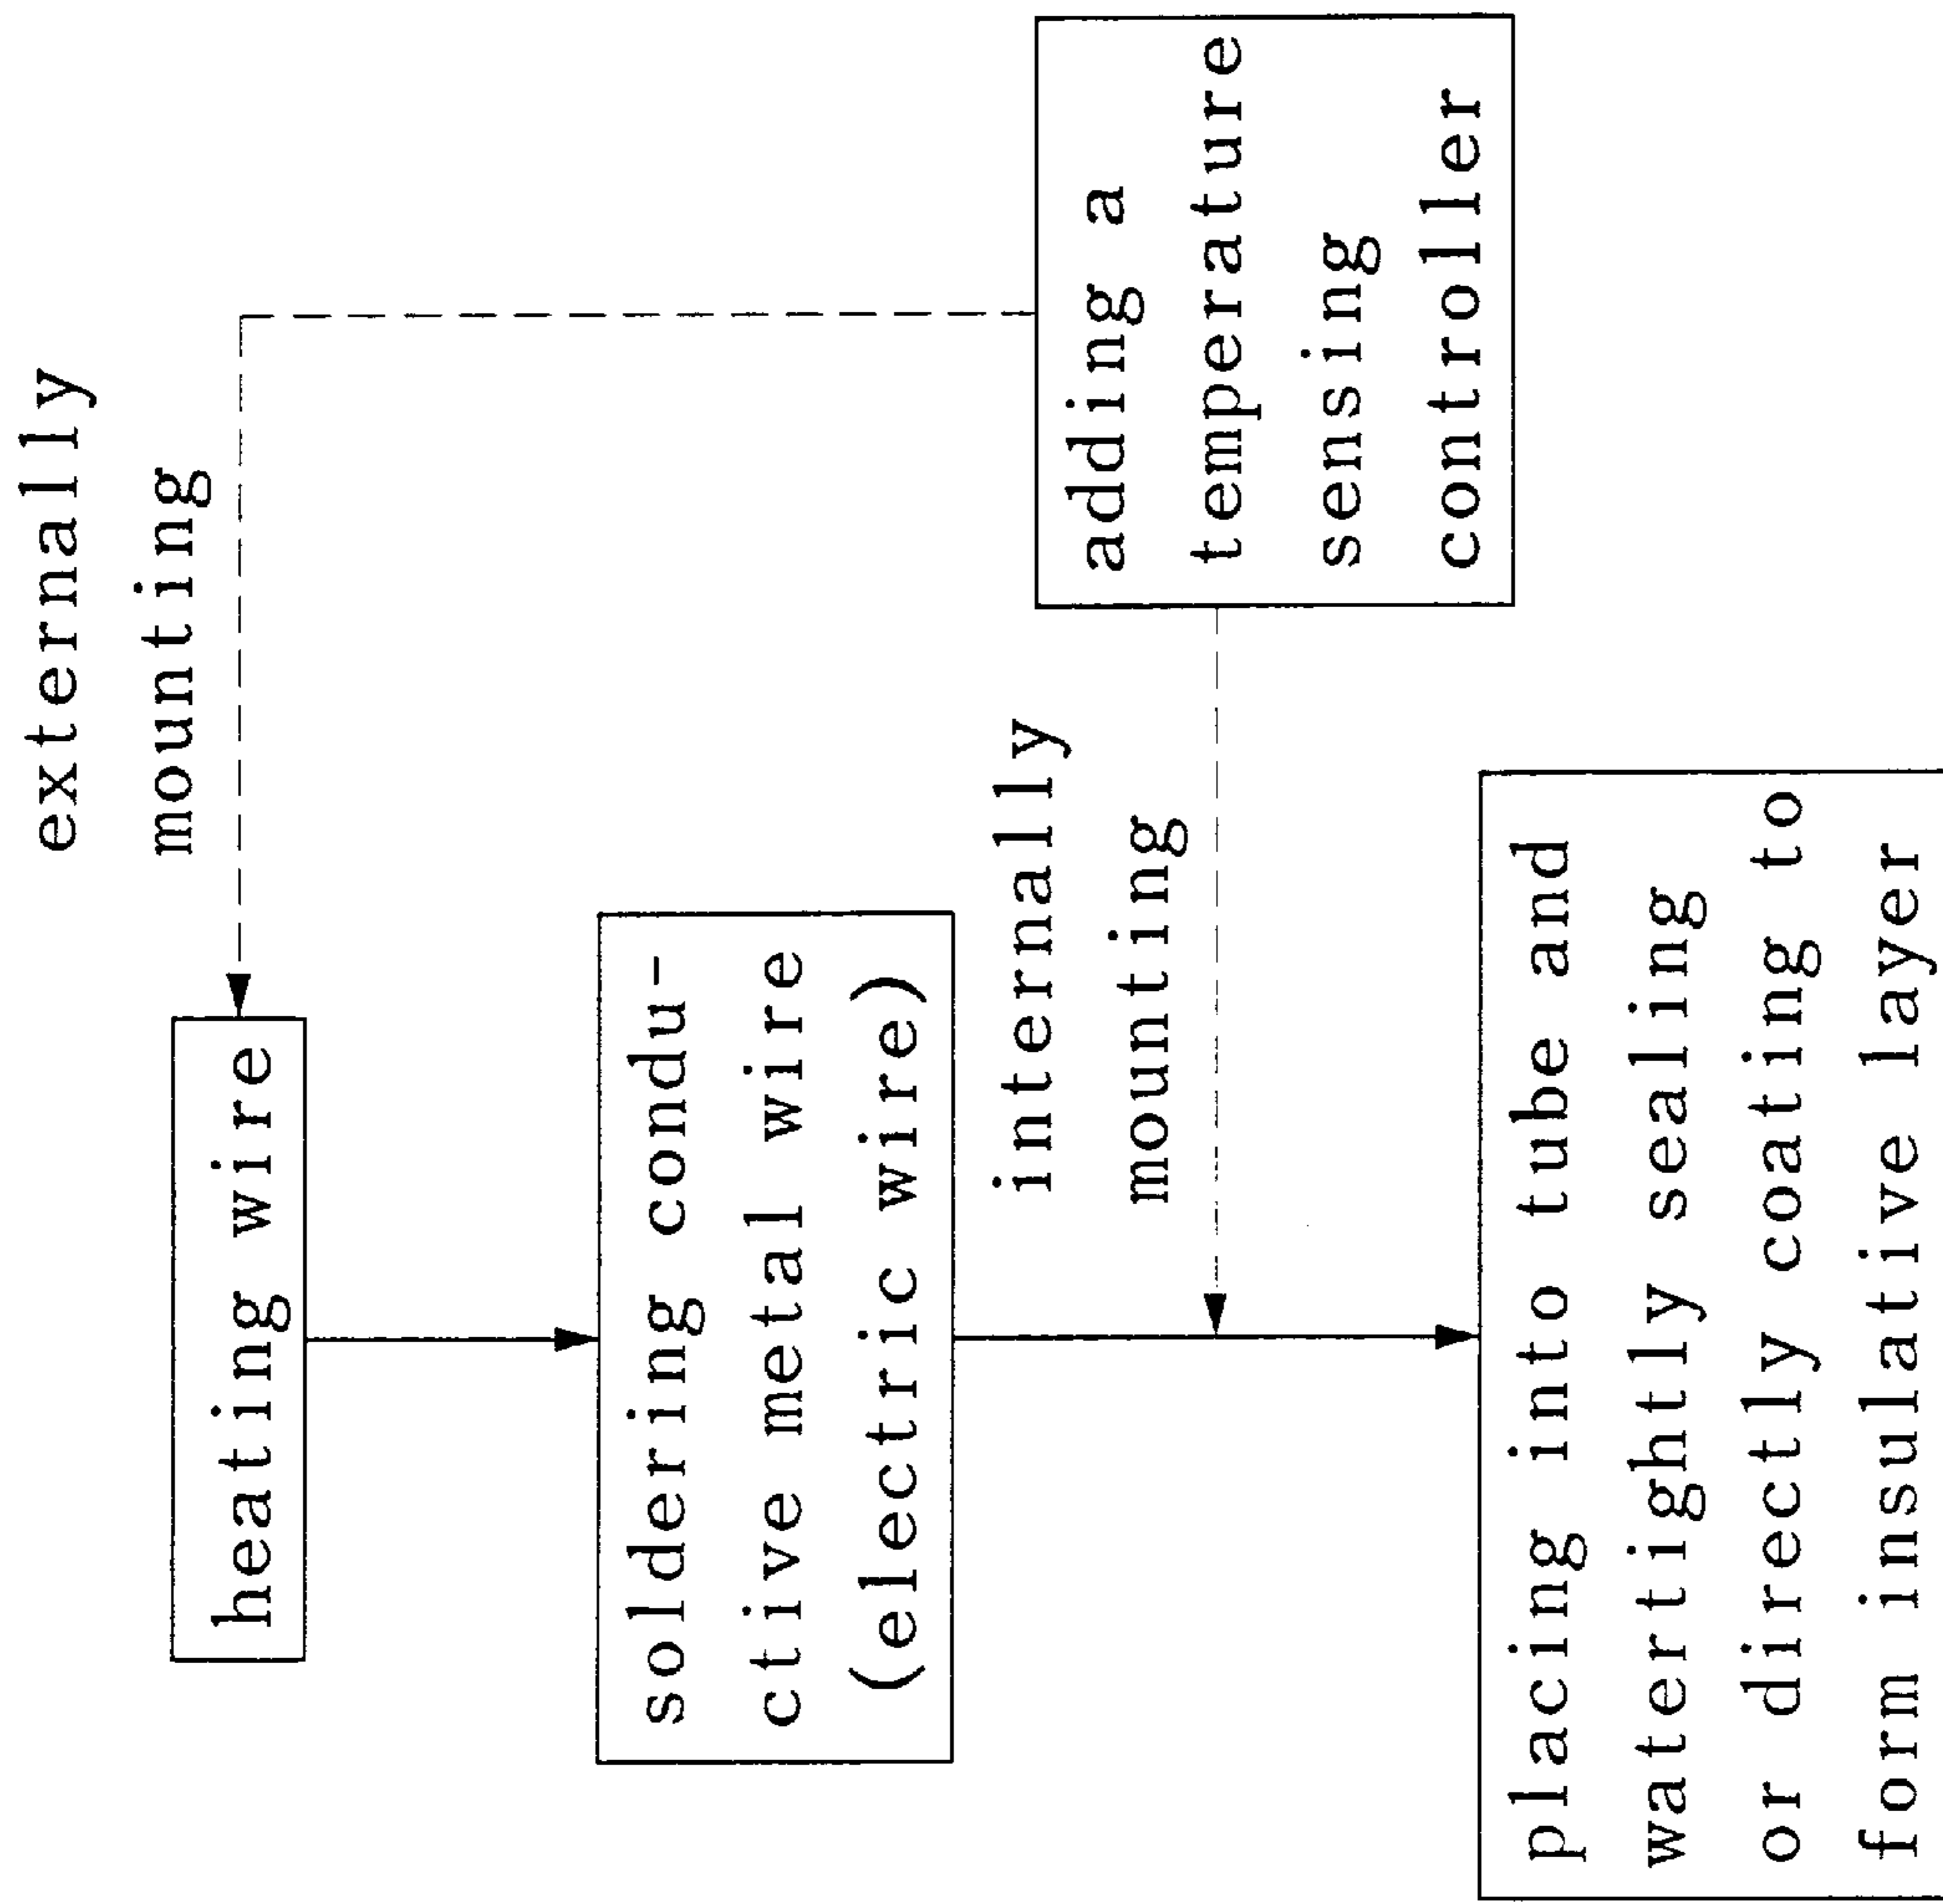 externally
mounting
heating wire
soldering condu-
ctive metal wire
(electric wire)
internally
mounting
adding a
temperature
sensing
controller
placing into tube and
watertightly sealing
or directly coating to
form insulative layer